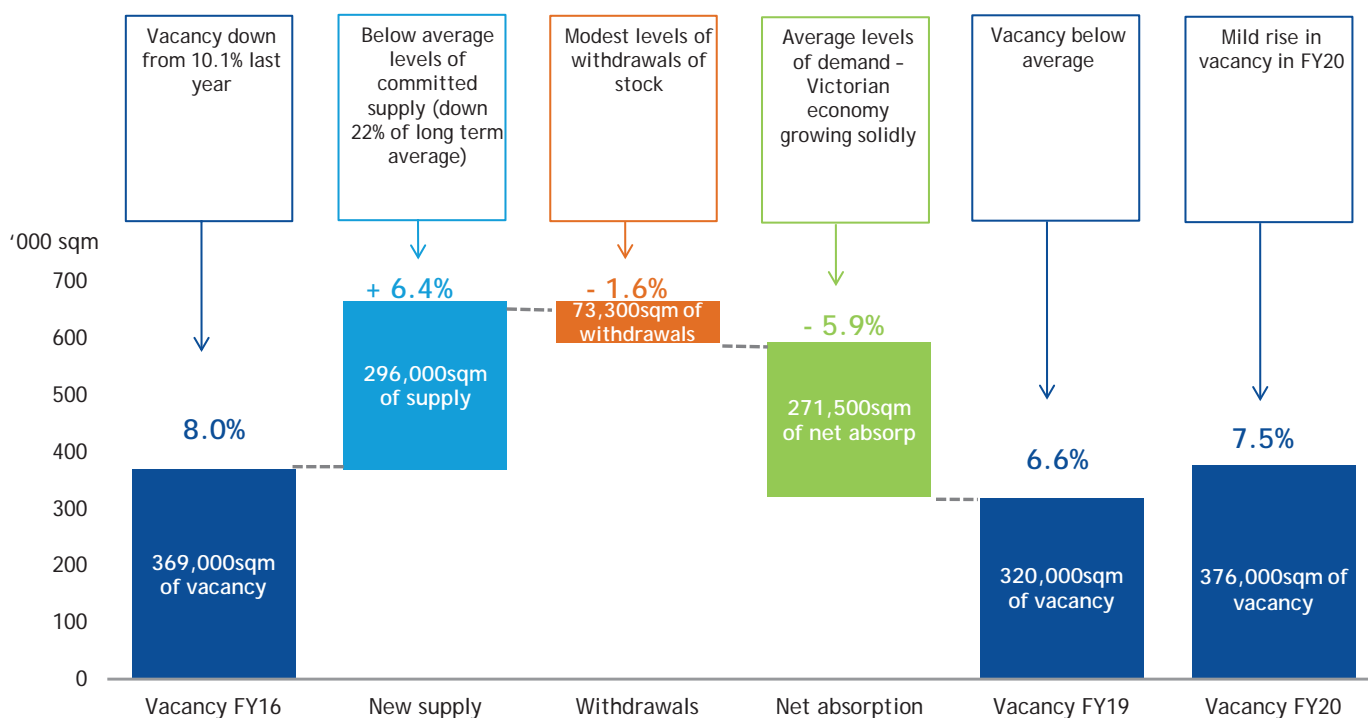 Vacancy down
from 10.1% last
year
Below average
levels of
committed
supply (down
22% of long term
average)
Modest levels of
withdrawals of
stock
Average levels
of demand –
Victorian
economy
growing solidly
Vacancy below
average
Mild rise in
vacancy in FY20
'000 sqm
700
600
500
400
300
200
100
0
8.0%
369,000sqm
of vacancy
+ 6.4%
296,000sqm
of supply
- 1.6%
73,300sqm of
withdrawals
- 5.9%
271,500sqm
of net absorp
6.6%
320,000sqm
of vacancy
7.5%
376,000sqm of
vacancy
Vacancy FY16
New supply
Withdrawals
Net absorption
Vacancy FY19
Vacancy FY20